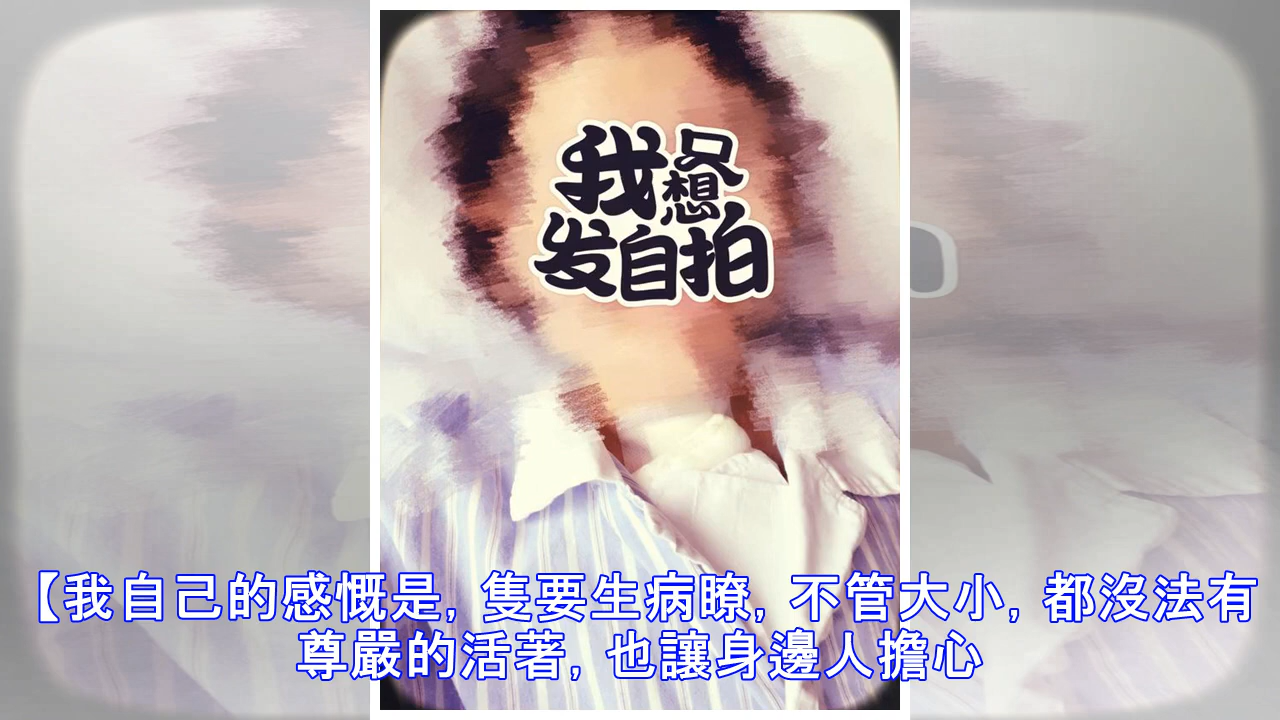 我只想
发自拍
【我自己的感慨是, 隻要生病瞭, 不管大小, 都沒法有
尊嚴的活著, 也讓身邊人擔心